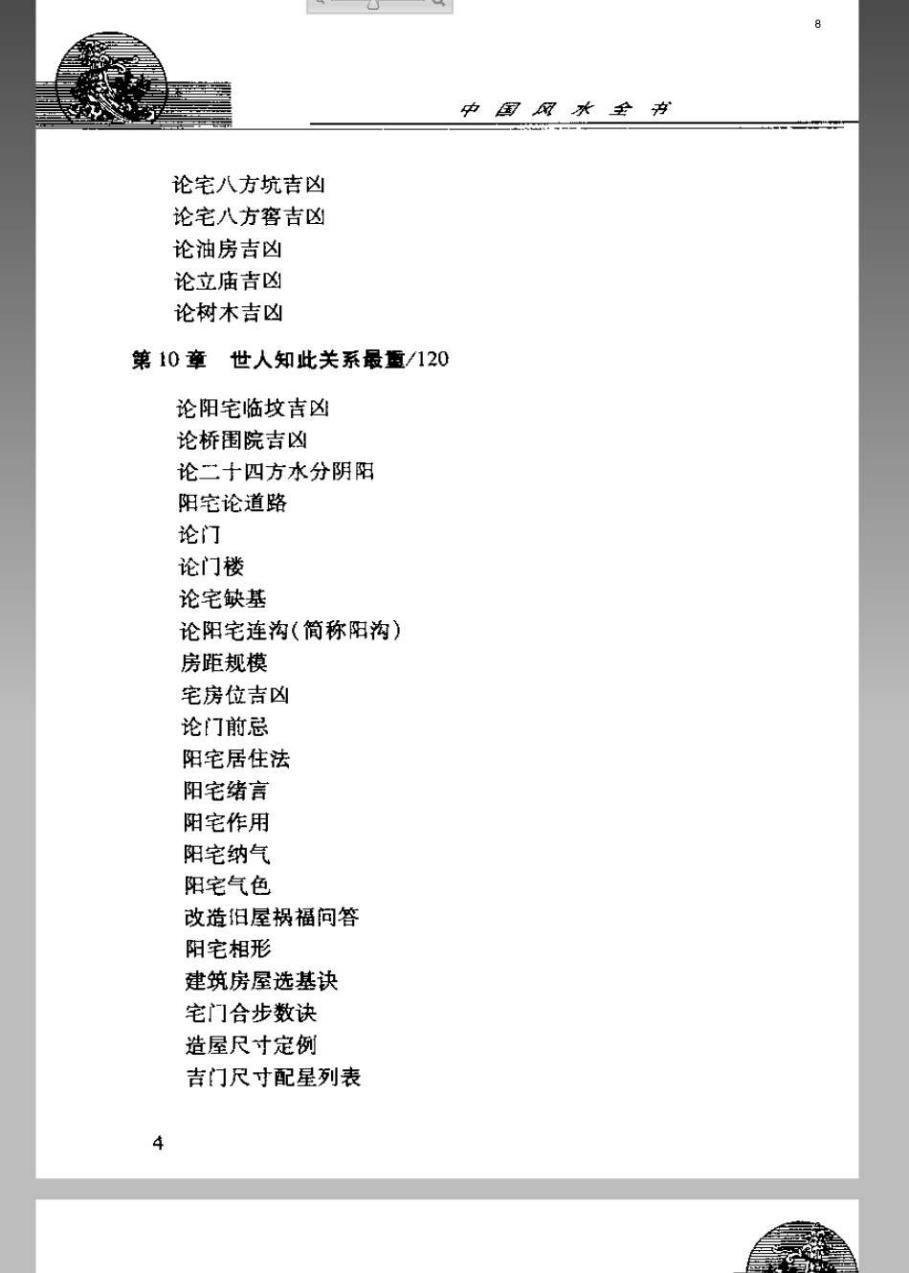 8
中国风水全书
论宅八方坑吉凶
论宅八方窖吉凶
论油房吉凶
论立庙吉凶
论树木吉凶
第10章 世人知此关系最重/120
论阳宅临坟吉凶
论桥围院吉凶
论二十四方水分阴阳
阳宅论道路
论门
论门楼
论宅缺基
论阳宅连沟(简称阳沟)
房距规模
宅房位吉凶
论门前忌
阳宅居住法
阳宅绪言
阳宅作用
阳宅纳气
阳宅气色
改造旧屋祸福问答
阳宅相形
建筑房屋选基诀
宅门合步数诀
造屋尺寸定例
吉门尺寸配星列表
4